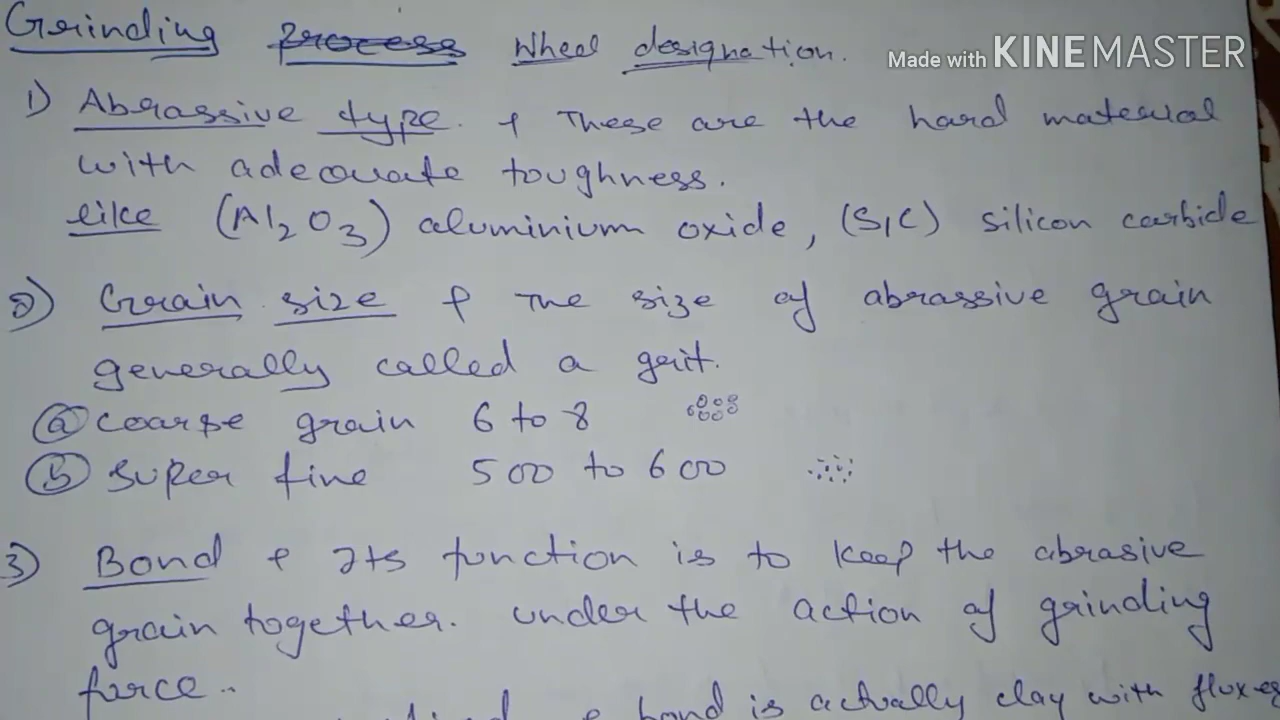 Grinding process Wheel designation.
Made with KINEMASTER
1) Abrassive type. These are the hard material
with adequate toughness.
like (Al2O3) aluminium oxide, (SiC) silicon carbide
2) Grain size The size of abrassive grain
generally called a grit.
(a) coarse grain 6 to 8
(b) super fine 500 to 600
3) Bond Its function is to keep the abrasive
grain together. under the action of grinding
force..
bond is actually clay with fluxes